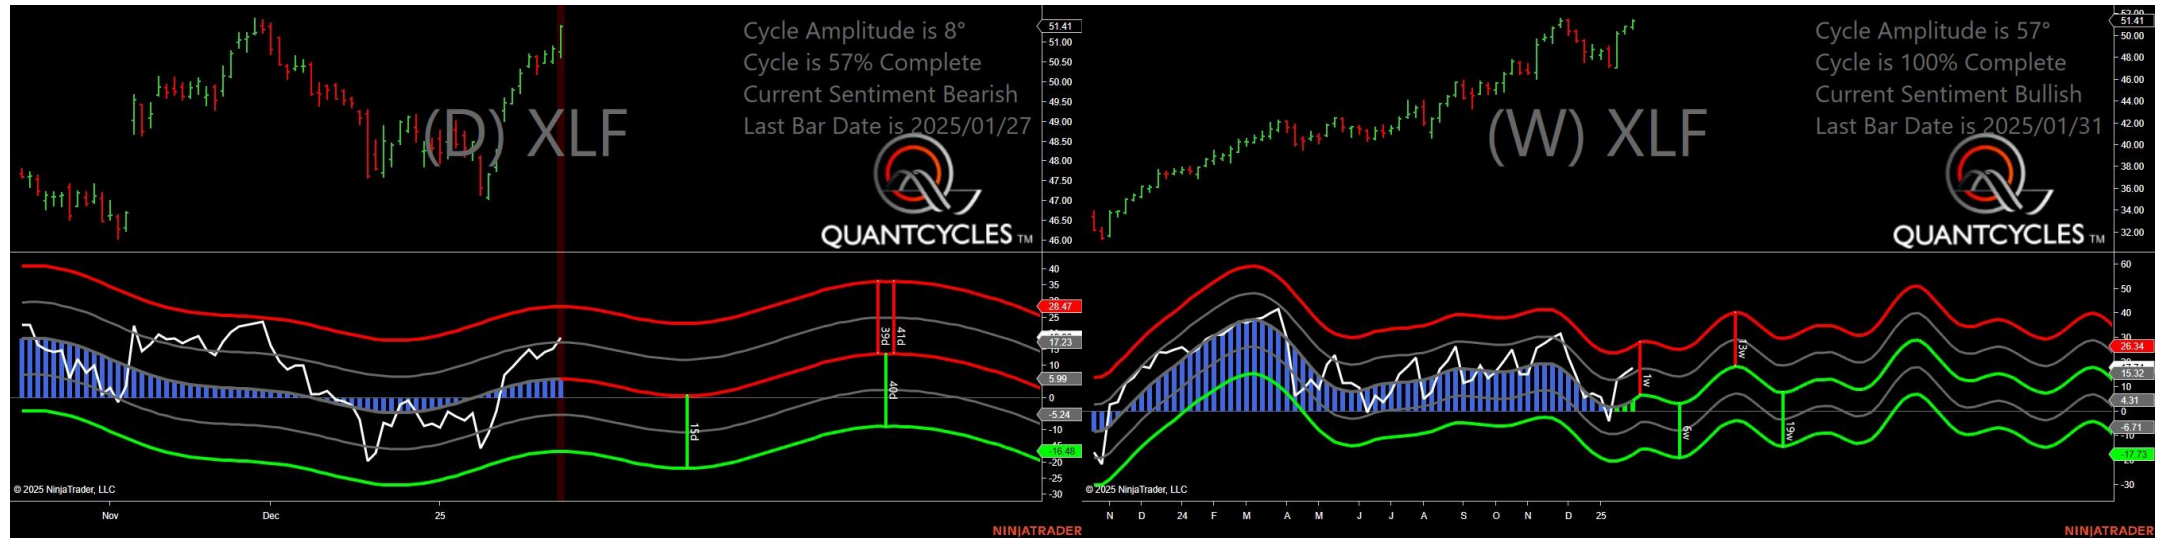 Cycle Amplitude is 8°
Cycle is 57% Complete
Current Sentiment Bearish
Last Bar Date is 2025/01/27
(D) XLF
QUANTCYCLES TM
51.41
51.00
50.50
50.00
49.50
49.00
48.50
48.00
47.50
47.00
46.50
46.00
40
35
28.47
25
17.23
15
10
5.99
0
-5.24
-10
-16.48
-20
-25
-30
39d
41d
40d
15d
© 2025 NinjaTrader, LLC
Nov
Dec
25
NINJATRADER
Cycle Amplitude is 57°
Cycle is 100% Complete
Current Sentiment Bullish
Last Bar Date is 2025/01/31
(W) XLF
QUANTCYCLES TM
52.00
51.41
50.00
48.00
46.00
44.00
42.00
40.00
38.00
36.00
34.00
32.00
60
50
40
30
26.34
15.32
10
4.31
0
-6.71
-10
-17.73
-30
1w
13w
6w
19w
© 2025 NinjaTrader, LLC
N D 24 F M A M J J A S O N D 25
NINJATRADER